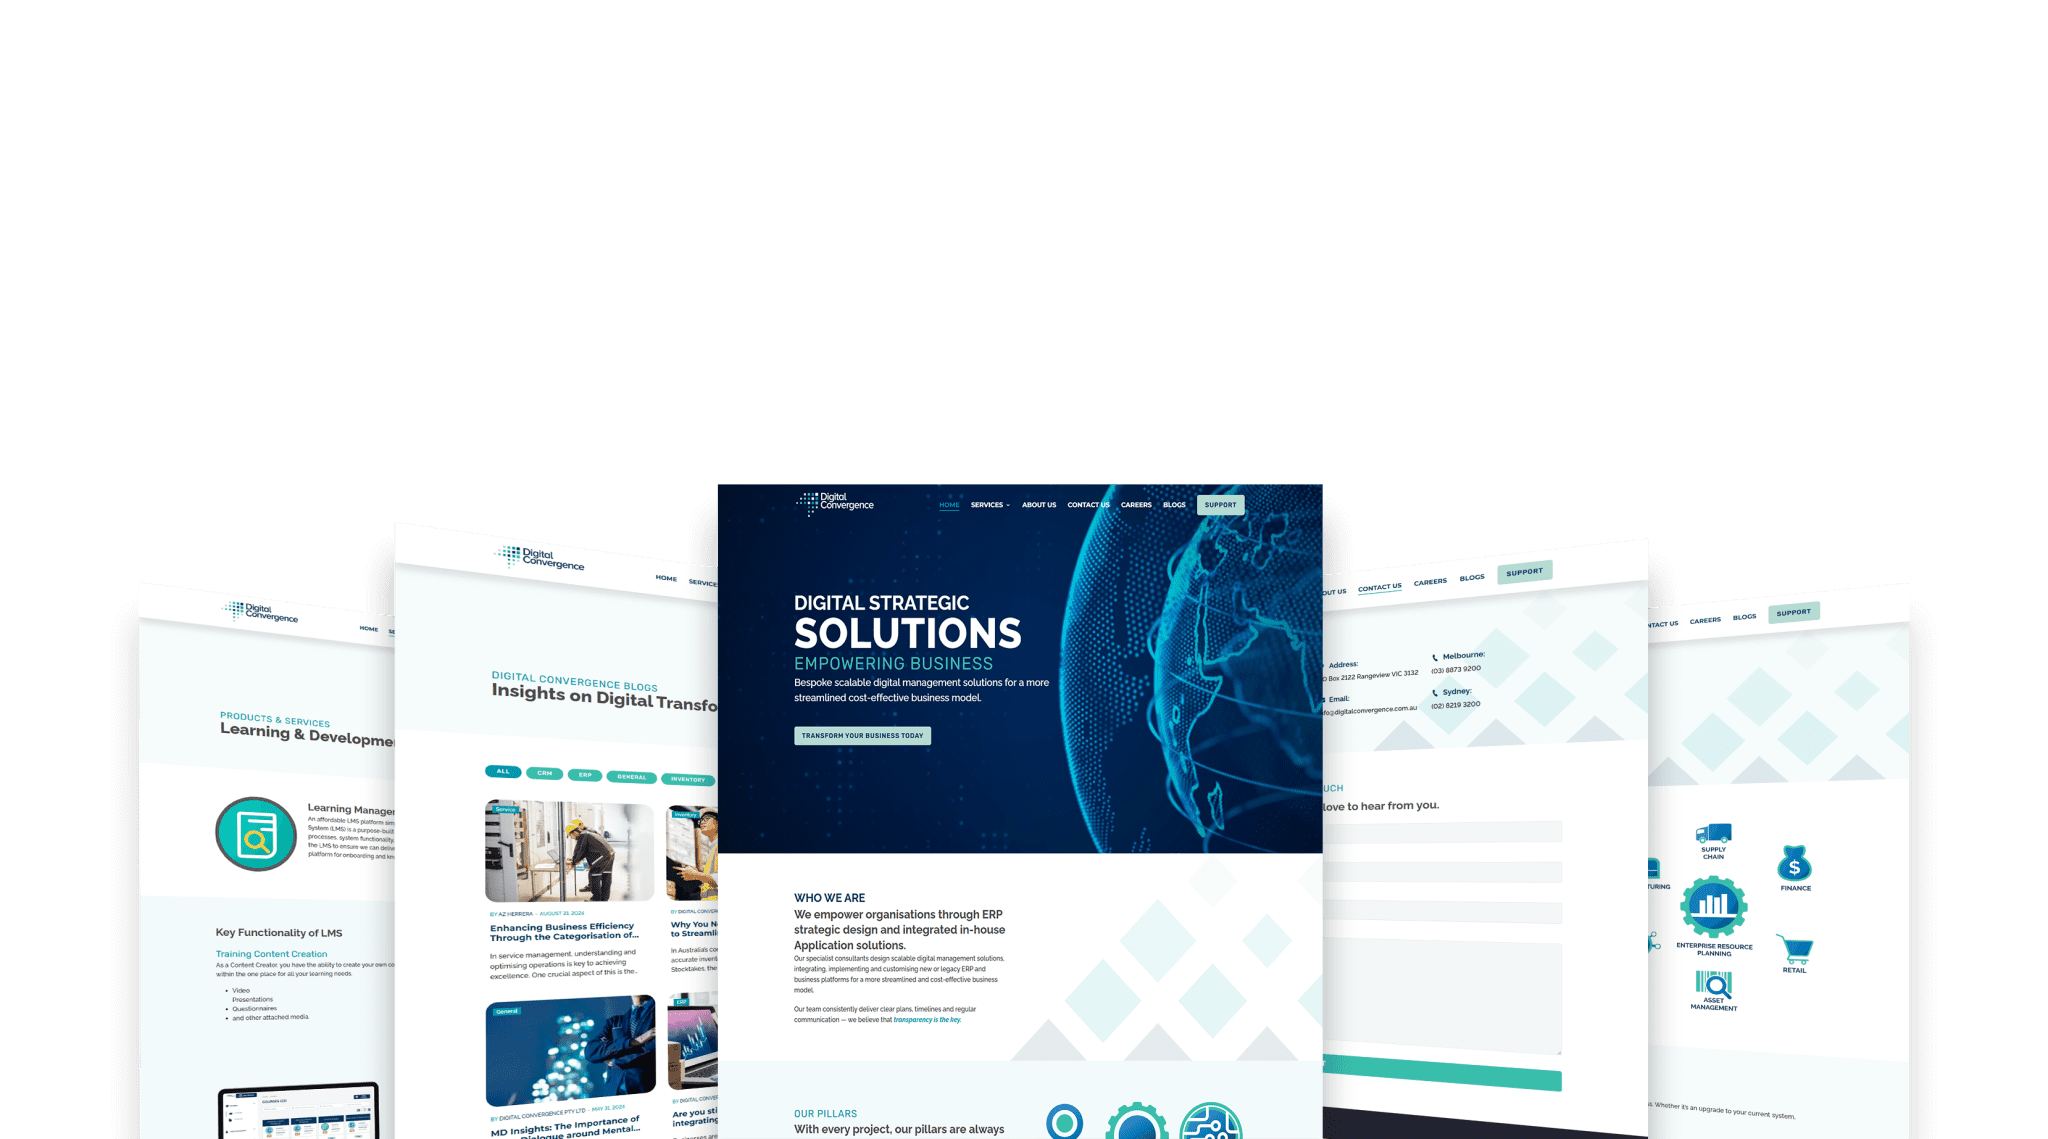 Digital
Convergence
HOME
PRODUCTS & SERVICES
Learning & Developme
Learning Manage
An affordable LMS platform
System (LMS) is a purpose-built
processes, system functionality,
the LMS to ensure we can
platform for onboarding and
Key Functionality of LMS
Training Content Creation
As a Content Creator, you have the ability to create your own
within the one place for all your learning needs.
• Video
Presentations
• Questionnaires
• and other attached media.
Digital
Convergence
HOME SERVICES
DIGITAL CONVERGENCE BLOGS
Insights on Digital Transfo
ALL CRM ERP GENERAL INVENTORY
Service
Inventory
BY AZ HERRERA - AUGUST 21, 2024
Enhancing Business Efficiency
Through the Categorisation of...
In service management, understanding and
optimising operations is key to achieving
excellence. One crucial aspect of this is the..
BY DIGITAL
Why You
to Streaml
In Australia's
accurate
Stocktakes, the
General
ERP
BY DIGITAL CONVERGENCE PTY LTD - MAY 31, 2024
MD Insights: The Importance of
Dialogue around Mental...
BY DIGITAL
Are you
integrating
Digital
Convergence
HOME SERVICES ABOUT US CONTACT US CAREERS BLOGS SUPPORT
DIGITAL STRATEGIC
SOLUTIONS
EMPOWERING BUSINESS
Bespoke scalable digital management solutions for a more
streamlined cost-effective business model.
TRANSFORM YOUR BUSINESS TODAY
WHO WE ARE
We empower organisations through ERP
strategic design and integrated in-house
Application solutions.
Our specialist consultants design scalable digital management solutions,
integrating, implementing and customising new or legacy ERP and
business platforms for a more streamlined and cost-effective business
model.
Our team consistently deliver clear plans, timelines and regular
communication — we believe that transparency is the key.
OUR PILLARS
With every project, our pillars are always
OUT US CONTACT US CAREERS BLOGS SUPPORT
Address:
O Box 2122 Rangeview VIC 3132
Email:
nfo@digitalconvergence.com.au
Melbourne:
(03) 8873 9200
Sydney:
(02) 8219 3200
UCH
love to hear from you.
NTACT US CAREERS BLOGS SUPPORT
SUPPLY
CHAIN
TURING
FINANCE
ENTERPRISE RESOURCE
PLANNING
RETAIL
ASSET
MANAGEMENT
Whether it's an upgrade to your current system,